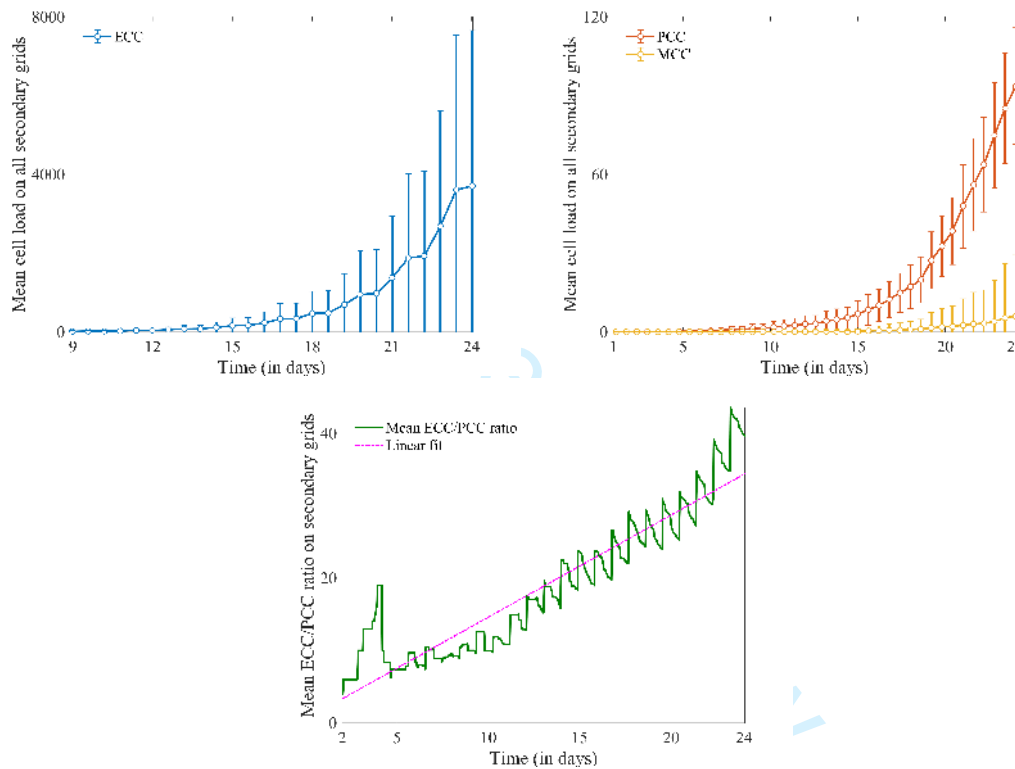 8000
4000
0
9 12 15 18 21 24
ECC
Mean cell load on all secondary grids
Time (in days)
120
60
0
1 5 10 15 20
PCC
MCC
Mean cell load on all secondary grids
Time (in days)
40
20
0
2 5 10 15 20 24
Mean ECC/PCC ratio
Linear fit
Mean ECC/PCC ratio on secondary grids
Time (in days)